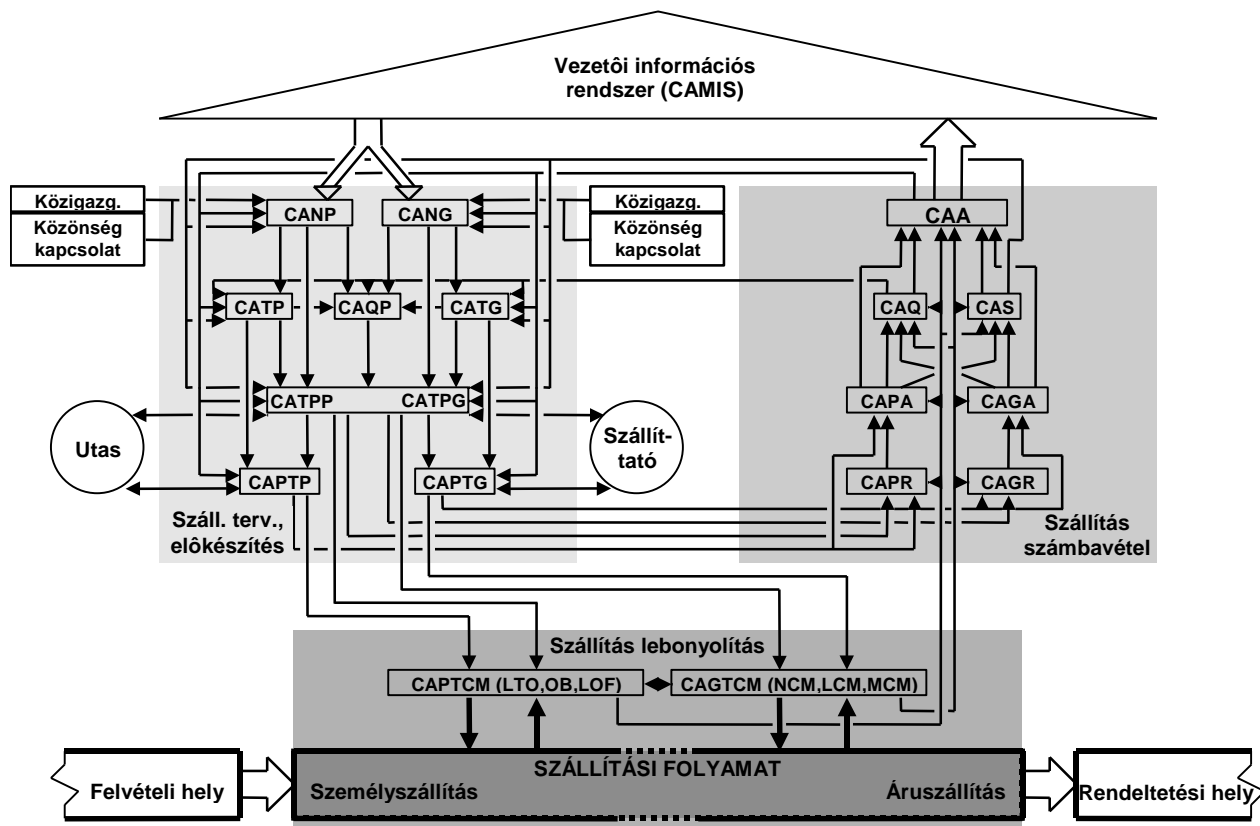 Vezetôi információs
rendszer (CAMIS)
Közigazg.
Közönség
kapcsolat
CANP
CANG
Közigazg.
Közönség
kapcsolat
CAA
CATP
CAQP
CATG
CAQ
CAS
CATPP
CATPG
CAPA
CAGA
Utas
Szállít-
tató
CAPTP
CAPTG
CAPR
CAGR
Száll. terv.,
elôkészítés
Szállítás
számbavétel
Szállítás lebonyolítás
CAPTCM (LTO,OB,LOF)
CAGTCM (NCM,LCM,MCM)
SZÁLLÍTÁSI FOLYAMAT
Felvételi hely
Személyszállítás
Áruszállítás
Rendeltetési hely